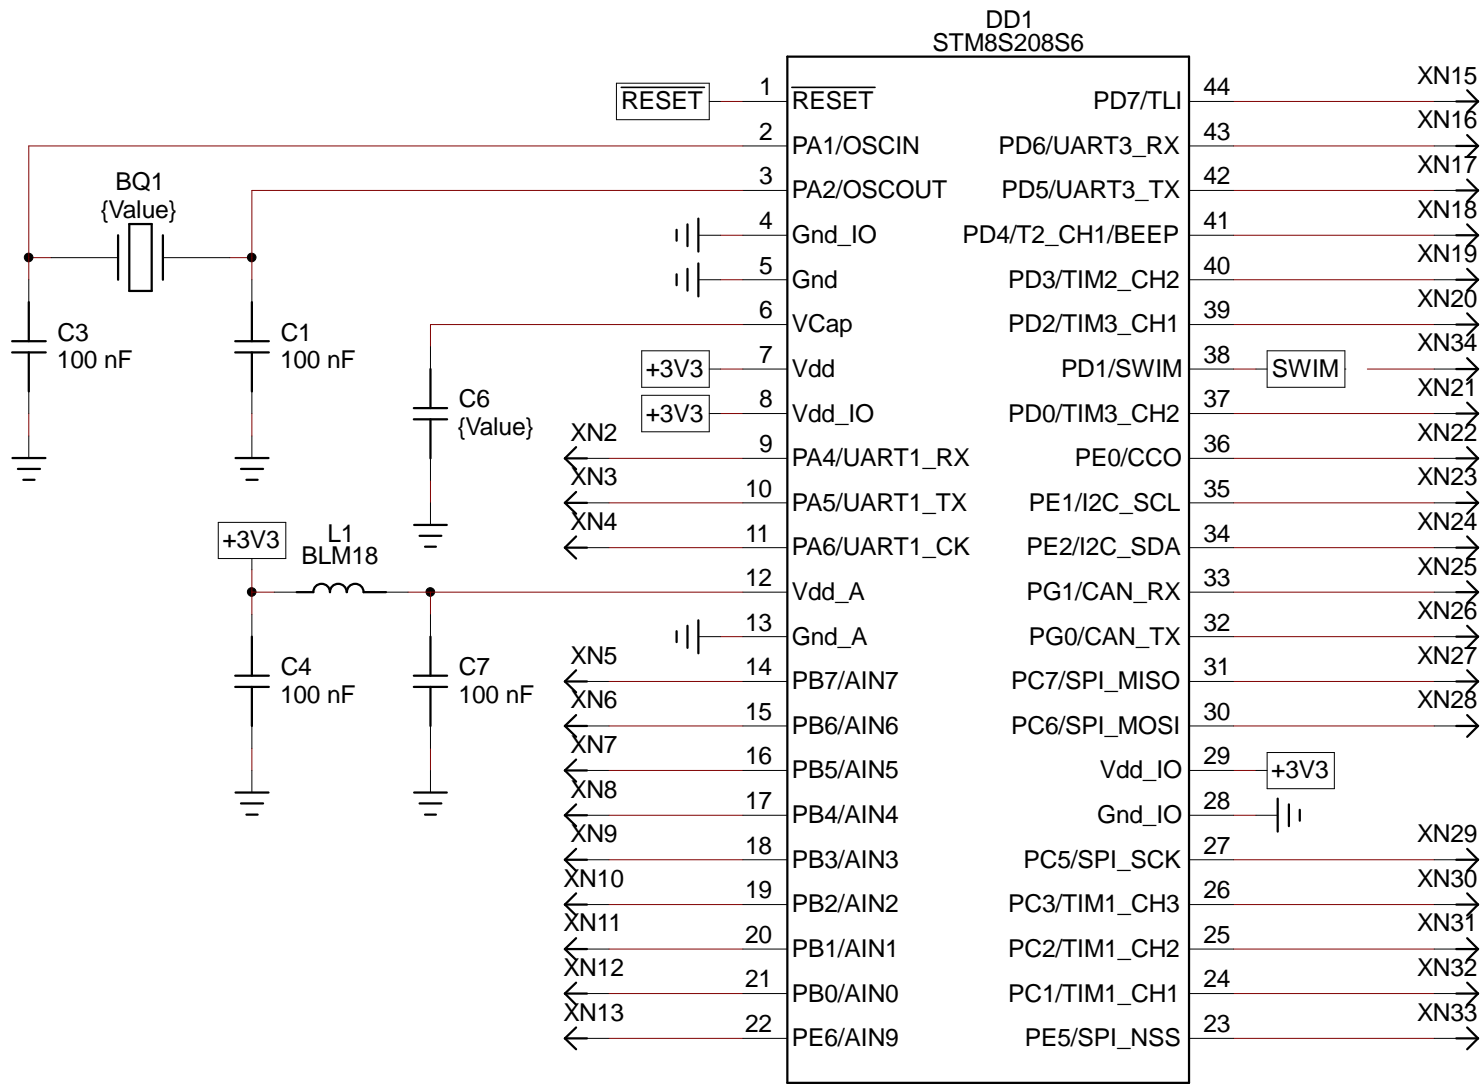 DD1
STM8S208S6
RESET 1 RESET PD7/TLI 44 XN15
2 PA1/OSCIN PD6/UART3_RX 43 XN16
3 PA2/OSCOUT PD5/UART3_TX 42 XN17
BQ1
{Value}
4 Gnd_IO PD4/T2_CH1/BEEP 41 XN18
5 Gnd PD3/TIM2_CH2 40 XN19
6 VCap PD2/TIM3_CH1 39 XN20
C3
100 nF
C1
100 nF
+3V3 7 Vdd PD1/SWIM 38 SWIM XN34
C6
{Value}
+3V3 8 Vdd_IO PD0/TIM3_CH2 37 XN21
XN2 9 PA4/UART1_RX PE0/CCO 36 XN22
XN3 10 PA5/UART1_TX PE1/I2C_SCL 35 XN23
XN4 11 PA6/UART1_CK PE2/I2C_SDA 34 XN24
+3V3
L1
BLM18
12 Vdd_A PG1/CAN_RX 33 XN25
13 Gnd_A PG0/CAN_TX 32 XN26
C4
100 nF
C7
100 nF
XN5 14 PB7/AIN7 PC7/SPI_MISO 31 XN27
XN6 15 PB6/AIN6 PC6/SPI_MOSI 30 XN28
XN7 16 PB5/AIN5 Vdd_IO 29 +3V3
XN8 17 PB4/AIN4 Gnd_IO 28
XN9 18 PB3/AIN3 PC5/SPI_SCK 27 XN29
XN10 19 PB2/AIN2 PC3/TIM1_CH3 26 XN30
XN11 20 PB1/AIN1 PC2/TIM1_CH2 25 XN31
XN12 21 PB0/AIN0 PC1/TIM1_CH1 24 XN32
XN13 22 PE6/AIN9 PE5/SPI_NSS 23 XN33